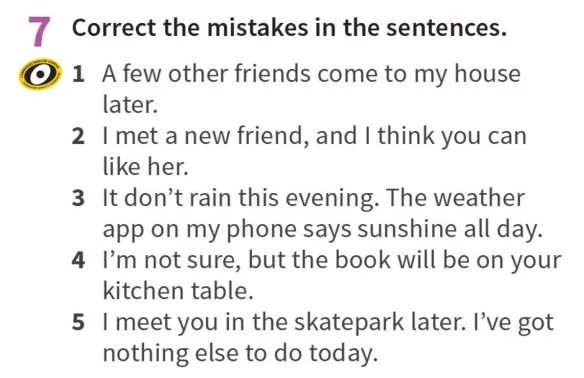 7 Correct the mistakes in the sentences.
1 A few other friends come to my house
later.
2 I met a new friend, and I think you can
like her.
3 It don't rain this evening. The weather
app on my phone says sunshine all day.
4 I'm not sure, but the book will be on your
kitchen table.
5 I meet you in the skatepark later. I've got
nothing else to do today.